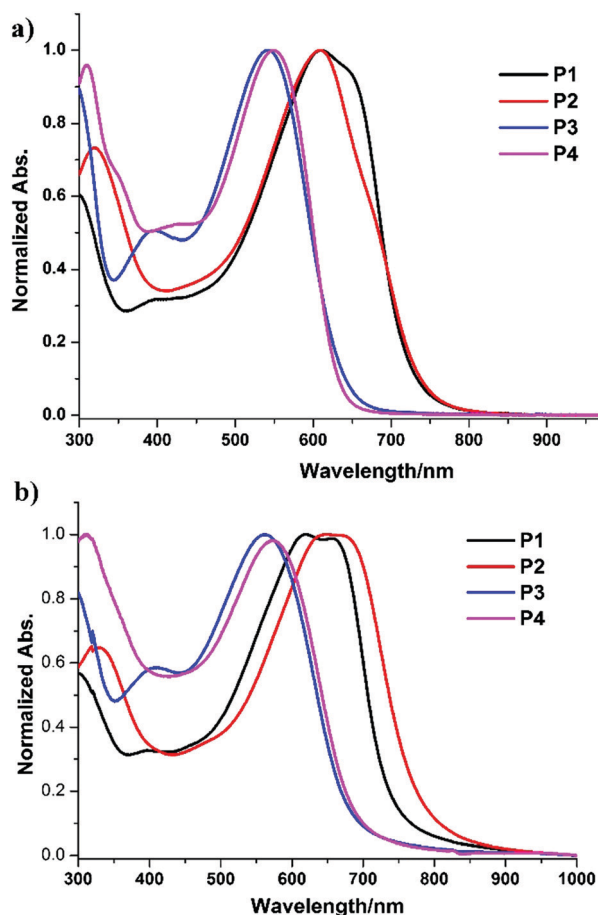 a)
1.0
0.8
0.6
0.4
0.2
0.0
Normalized Abs.
P1
P2
P3
P4
300 400 500 600 700 800 900
Wavelength/nm
b)
1.0
0.8
0.6
0.4
0.2
0.0
Normalized Abs.
P1
P2
P3
P4
300 400 500 600 700 800 900 1000
Wavelength/nm